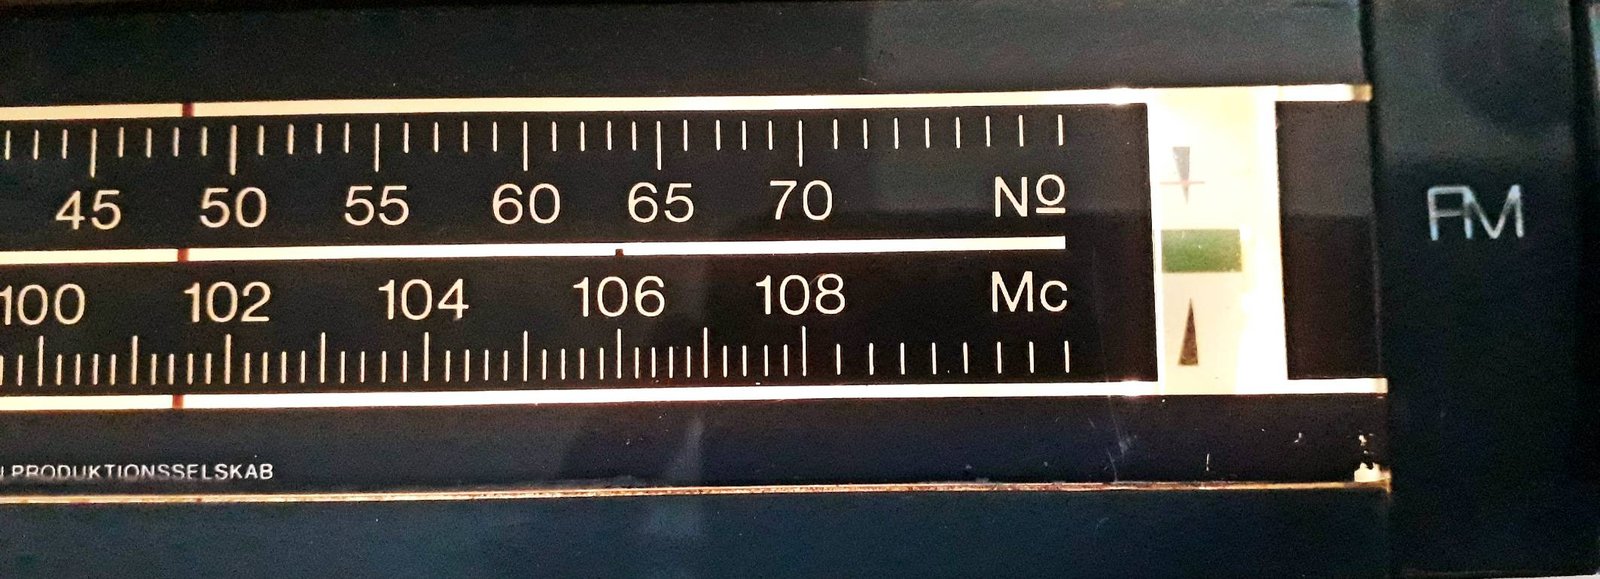 45 50 55 60 65 70 Nº
FM
100 102 104 106 108 Mc
PRODUKTIONSSELSKAB